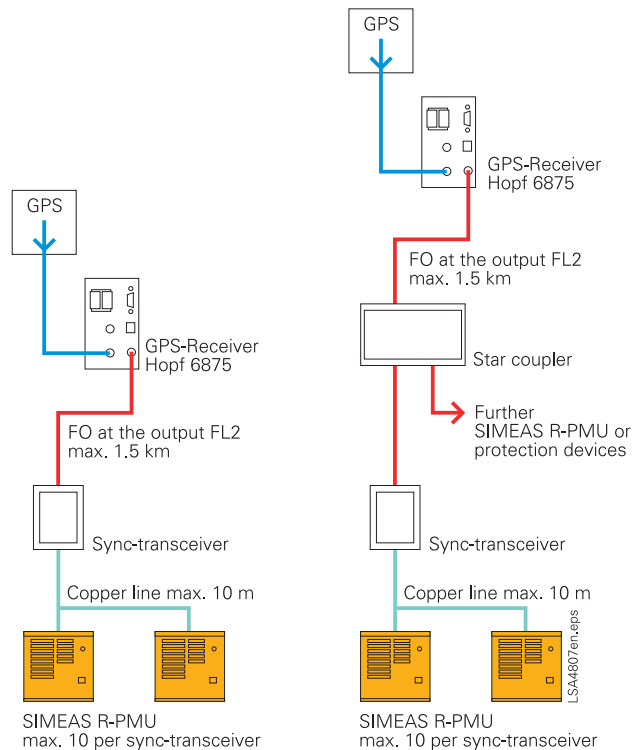 GPS
GPS-Receiver
Hopf 6875
FO at the output FL2
max. 1.5 km
Sync-transceiver
Copper line max. 10 m
SIMEAS R-PMU
max. 10 per sync-transceiver
GPS
GPS-Receiver
Hopf 6875
FO at the output FL2
max. 1.5 km
Star coupler
Further
SIMEAS R-PMU or
protection devices
Sync-transceiver
Copper line max. 10 m
LSA4807en.eps
SIMEAS R-PMU
max. 10 per sync-transceiver